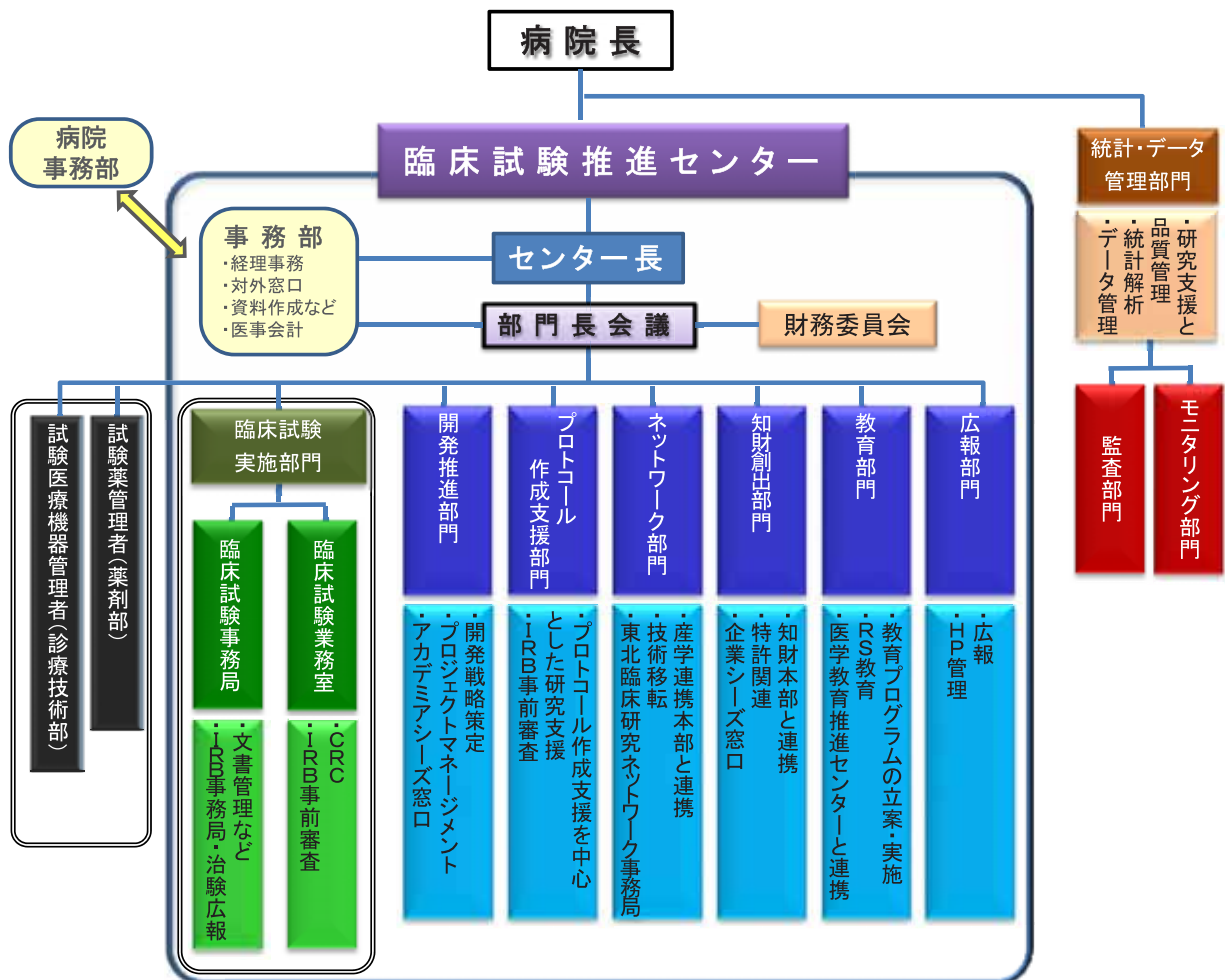 病院長
病院
事務部
臨床試験推進センター
統計・データ
管理部門
・研究支援と
品質管理
・統計解析
・データ管理
事務部
・経理事務
・対外窓口
・資料作成など
・医事会計
センター長
部門長会議
財務委員会
監査部門
モニタリング部門
試験医療機器管理者(診療技術部)
試験薬管理者(薬剤部)
臨床試験
実施部門
臨床試験事務局
・文書管理など
・IRB事務局・治験広報
臨床試験業務室
・CRC
・IRB事前審査
開発推進部門
・開発戦略策定
・プロジェクトマネージメント
・アカデミアシーズ窓口
プロトコール
作成支援部門
・プロトコール作成支援を中心
とした研究支援
・IRB事前審査
ネットワーク部門
・産学連携本部と連携
・技術移転
・東北臨床研究ネットワーク事務局
知財創出部門
・知財本部と連携
・特許関連
・企業シーズ窓口
教育部門
・教育プログラムの立案・実施
・RS教育
・医学教育推進センターと連携
広報部門
・広報
・HP管理